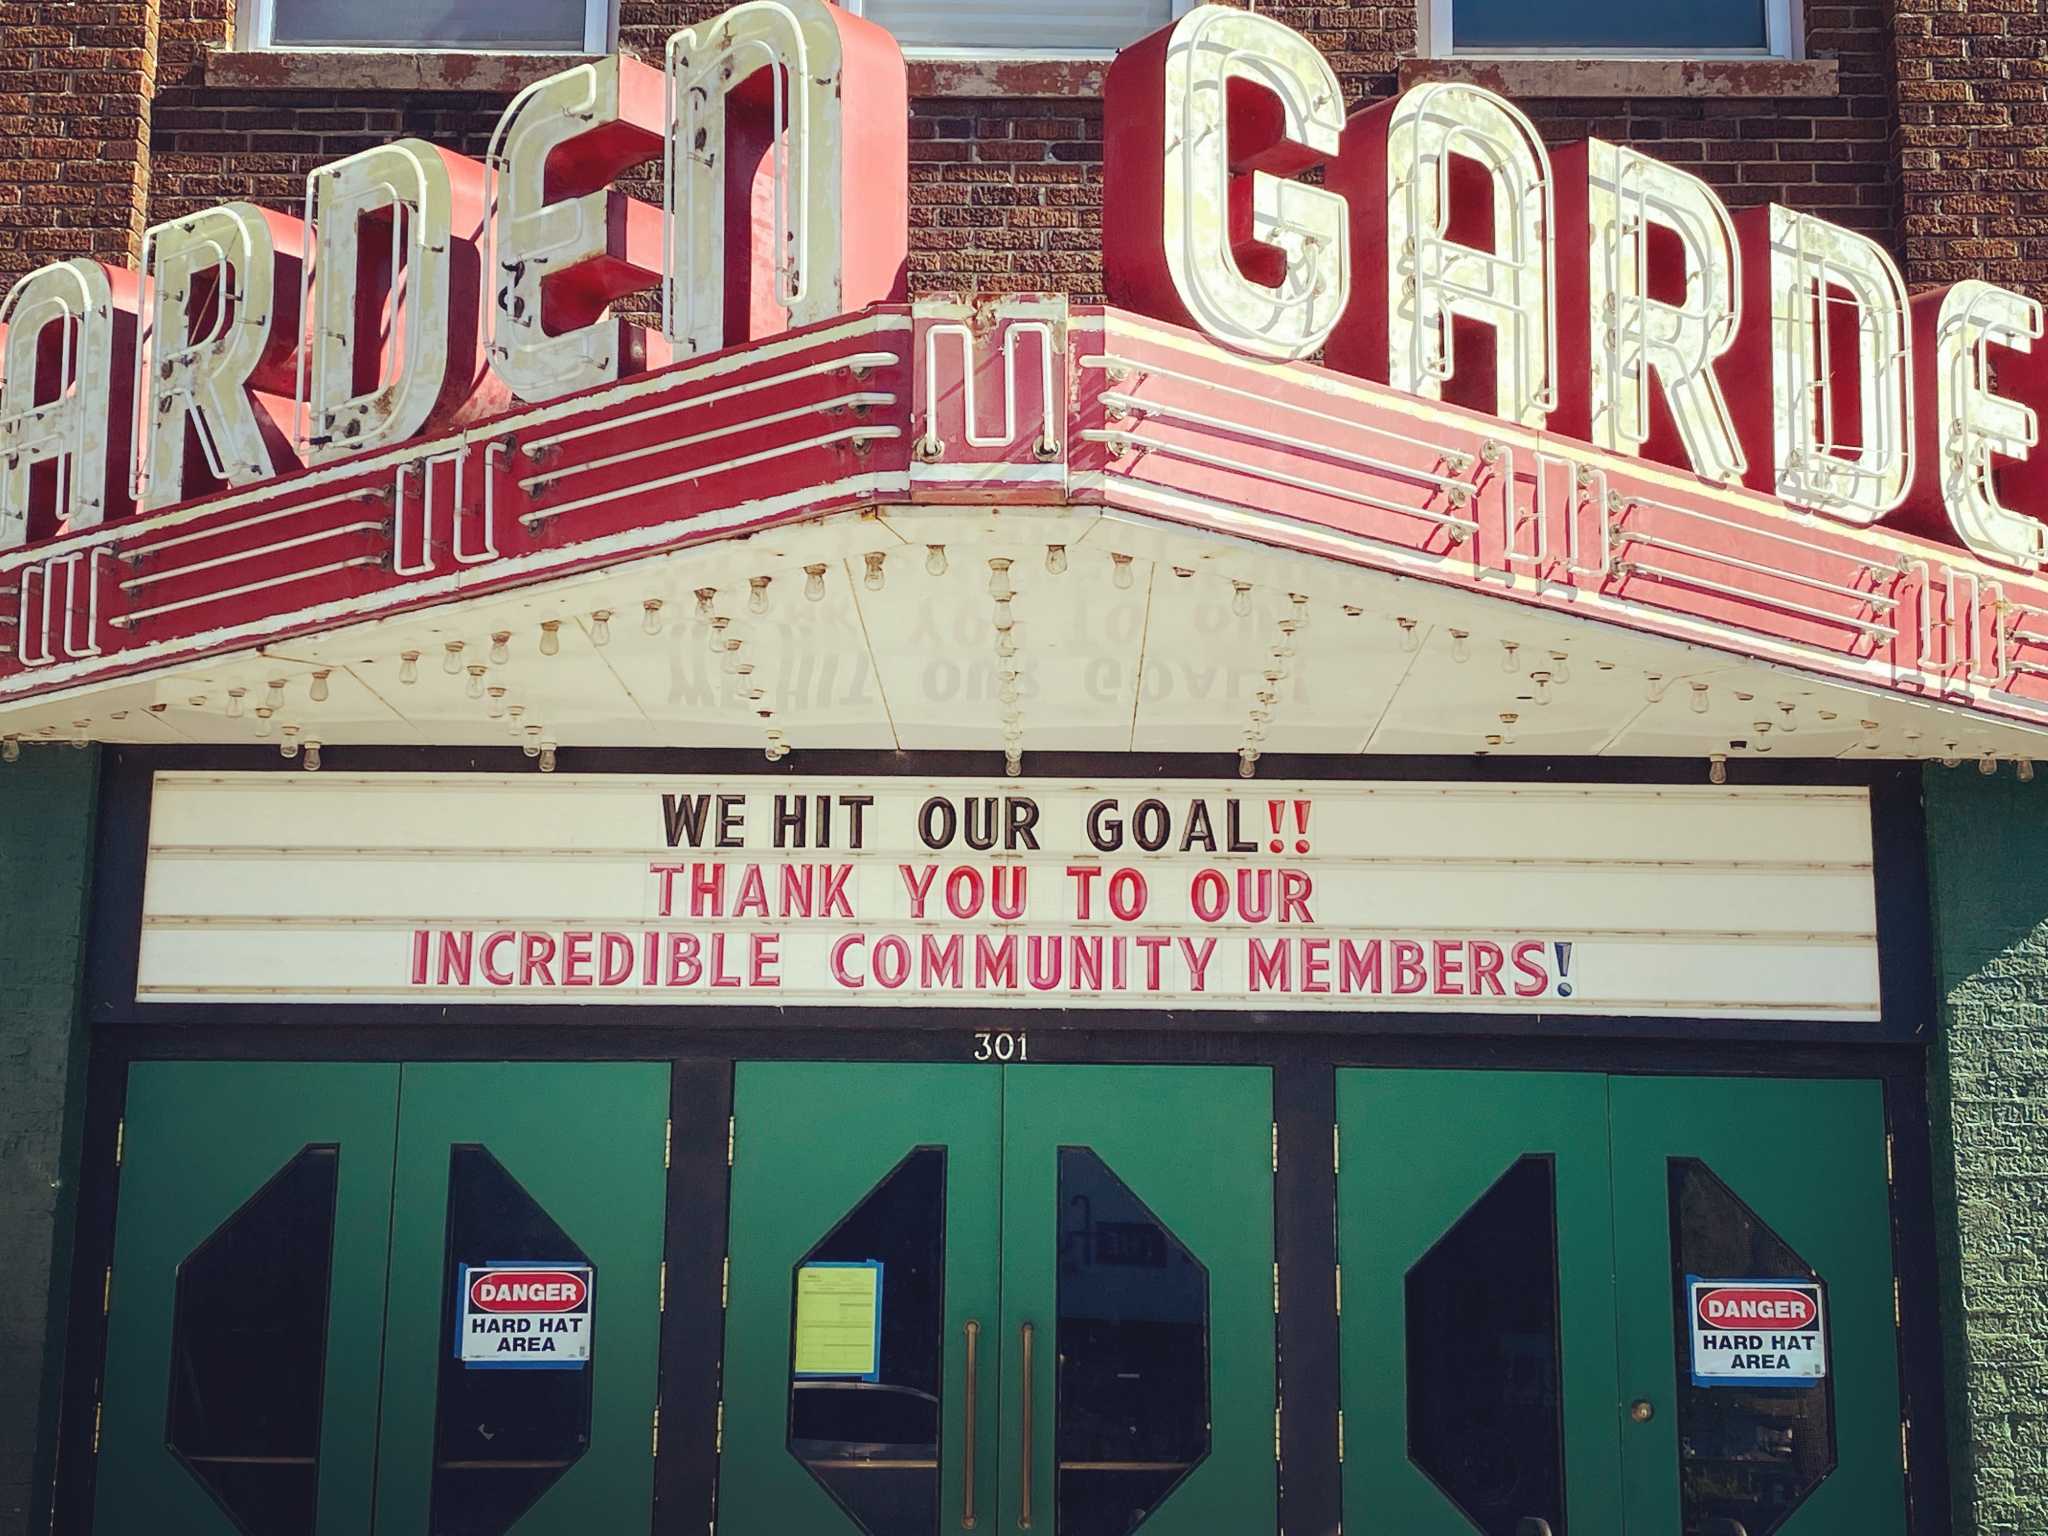 ARDEN GARDE
WE HIT OUR GOAL!!
THANK YOU TO OUR
INCREDIBLE COMMUNITY MEMBERS!
301
DANGER
HARD HAT
AREA
DANGER
HARD HAT
AREA